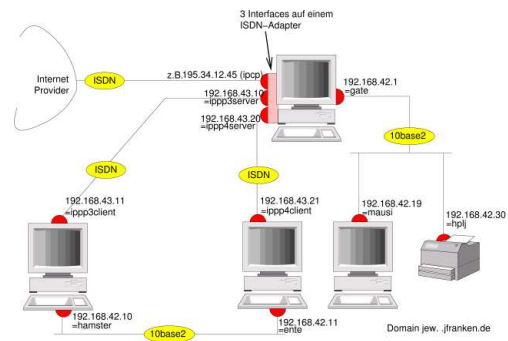 3 Interfaces auf einem
ISDN-Adapter
Internet
Provider
ISDN
z.B.195.34.12.45 (ipcp)
192.168.43.10
=ippp3server
192.168.43.20
=ippp4server
192.168.42.1
=gate
10base2
ISDN
ISDN
192.168.43.11
=ippp3client
192.168.43.21
=ippp4client
192.168.42.19
=mausi
192.168.42.30
=hplj
192.168.42.10
=hamster
10base2
192.168.42.11
=ente
Domain jew. .jfranken.de